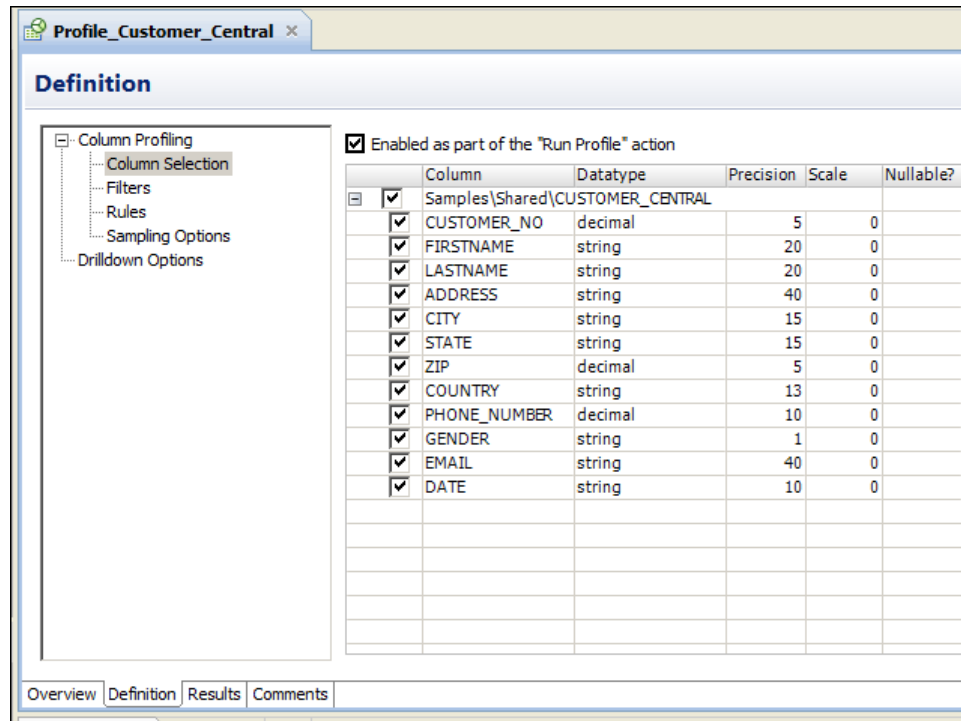 Profile_Customer_Central
Definition
Column Profiling
Column Selection
Filters
Rules
Sampling Options
Drilldown Options
Enabled as part of the "Run Profile" action
Column Datatype Precision Scale Nullable?
Samples\Shared\CUSTOMER_CENTRAL
CUSTOMER_NO decimal 5 0
FIRSTNAME string 20 0
LASTNAME string 20 0
ADDRESS string 40 0
CITY string 15 0
STATE string 15 0
ZIP decimal 5 0
COUNTRY string 13 0
PHONE_NUMBER decimal 10 0
GENDER string 1 0
EMAIL string 40 0
DATE string 10 0
Overview Definition Results Comments